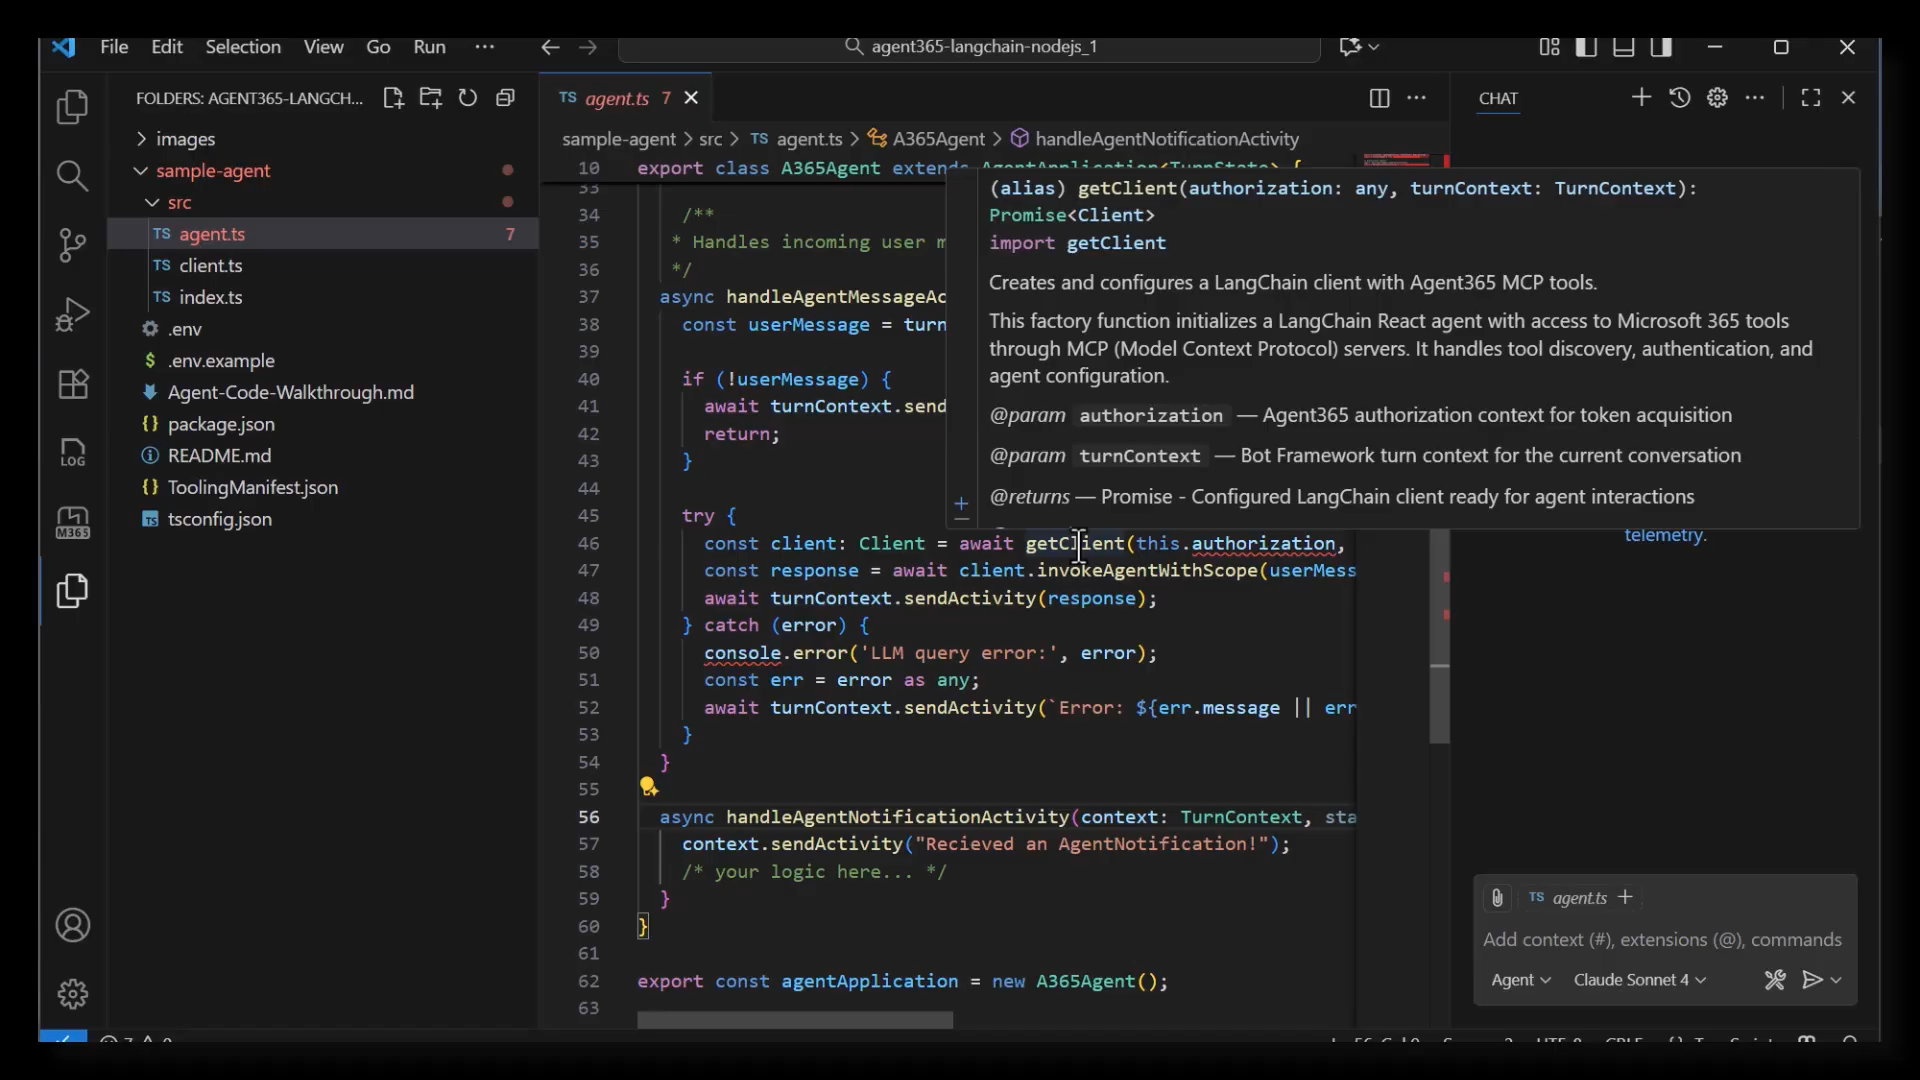 File Edit Selection View Go Run ···
agent365-langchain-nodejs_1
FOLDERS: AGENT365-LANGCH...
images
sample-agent
src
TS agent.ts 7
TS client.ts
TS index.ts
.env
$ .env.example
Agent-Code-Walkthrough.md
{} package.json
README.md
{} ToolingManifest.json
TS tsconfig.json
LOG
M365
TS agent.ts 7
sample-agent > src > TS agent.ts > A365Agent > handleAgentNotificationActivity
10 export class A365Agent extends AgentApplication<TurnState> {
33
34 /**
35 * Handles incoming user m
36 */
37 async handleAgentMessageAc
38 const userMessage = turn
39
40 if (!userMessage) {
41 await turnContext.send
42 return;
43 }
44
45 try {
46 const client: Client = await getClient(this.authorization,
47 const response = await client.invokeAgentWithScope(userMess
48 await turnContext.sendActivity(response);
49 } catch (error) {
50 console.error('LLM query error:', error);
51 const err = error as any;
52 await turnContext.sendActivity(`Error: ${err.message || err
53 }
54 }
55
56 async handleAgentNotificationActivity(context: TurnContext, sta
57 context.sendActivity("Recieved an AgentNotification!");
58 /* your logic here... */
59 }
60 }
61
62 export const agentApplication = new A365Agent();
63
(alias) getClient(authorization: any, turnContext: TurnContext):
Promise<Client>
import getClient
Creates and configures a LangChain client with Agent365 MCP tools.
This factory function initializes a LangChain React agent with access to Microsoft 365 tools
through MCP (Model Context Protocol) servers. It handles tool discovery, authentication, and
agent configuration.
@param authorization — Agent365 authorization context for token acquisition
@param turnContext — Bot Framework turn context for the current conversation
@returns — Promise - Configured LangChain client ready for agent interactions
CHAT
telemetry.
TS agent.ts +
Add context (#), extensions (@), commands
Agent
Claude Sonnet 4